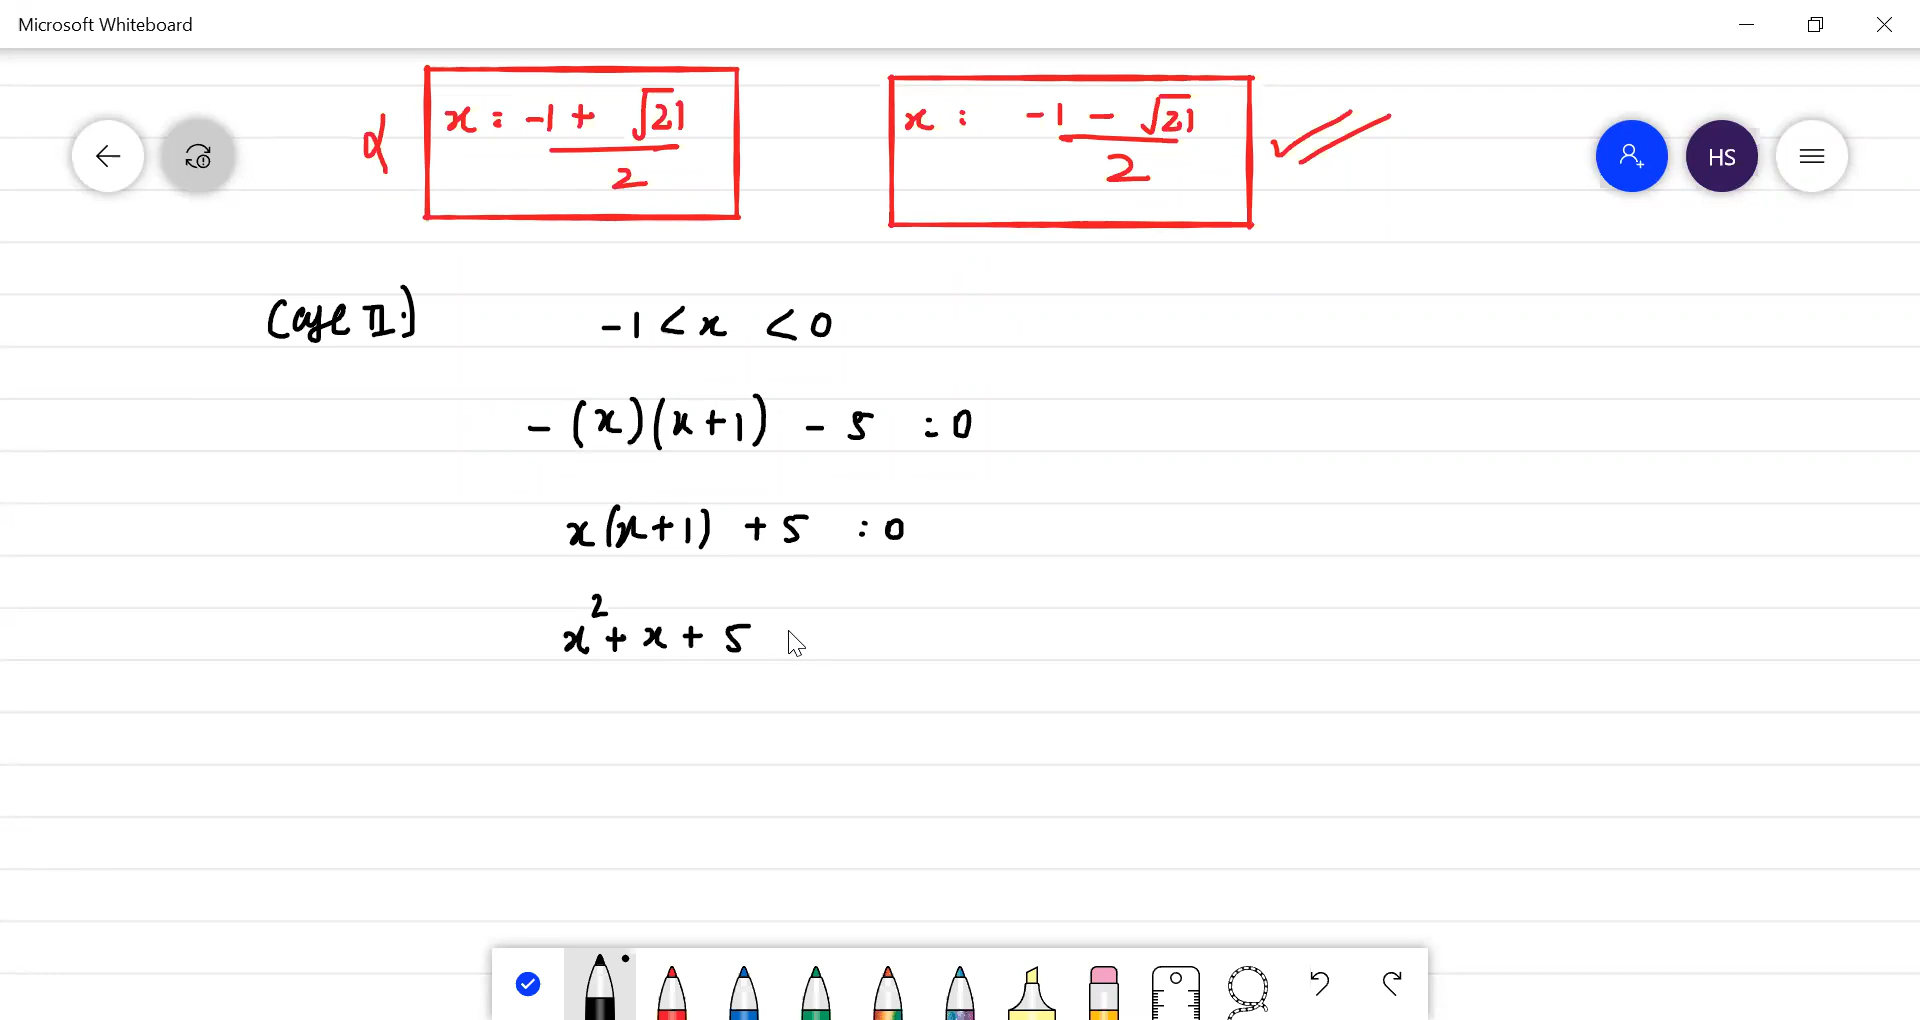 Microsoft Whiteboard
α x = -1 + √21 / 2 x : -1 - √21 / 2
HS
Case II:) -1 < x < 0
- (x)(x+1) - 5 = 0
x(x+1) + 5 = 0
x² + x + 5